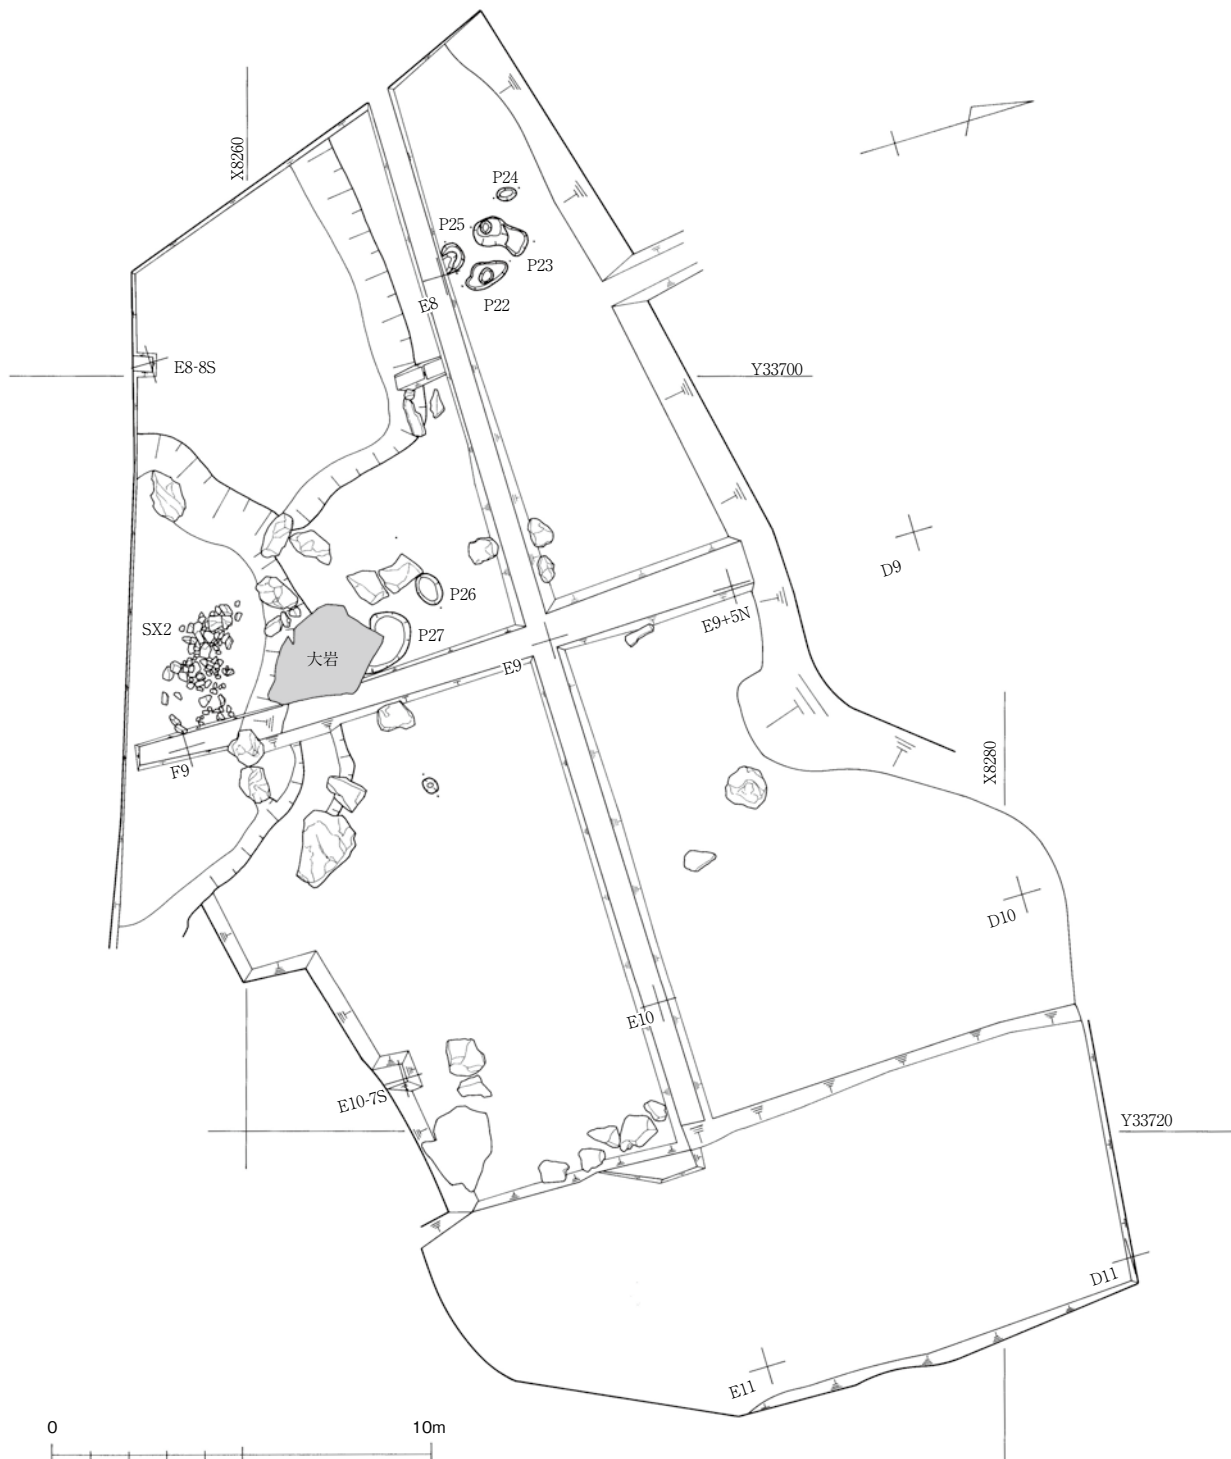 X8260
P24
P25
P23
P22
E8
E8-8S
Y33700
D9
P26
E9+5N
SX2
P27
大岩
E9
F9
X8280
D10
E10
E10-7S
Y33720
D11
E11
0
10m